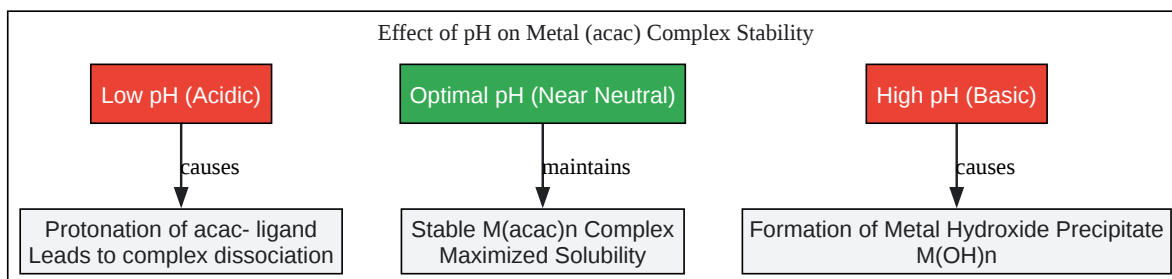 Effect of pH on Metal (acac) Complex Stability
Low pH (Acidic)
Optimal pH (Near Neutral)
High pH (Basic)
causes
maintains
causes
Protonation of acac- ligand
Leads to complex dissociation
Stable M(acac)n Complex
Maximized Solubility
Formation of Metal Hydroxide Precipitate
M(OH)n